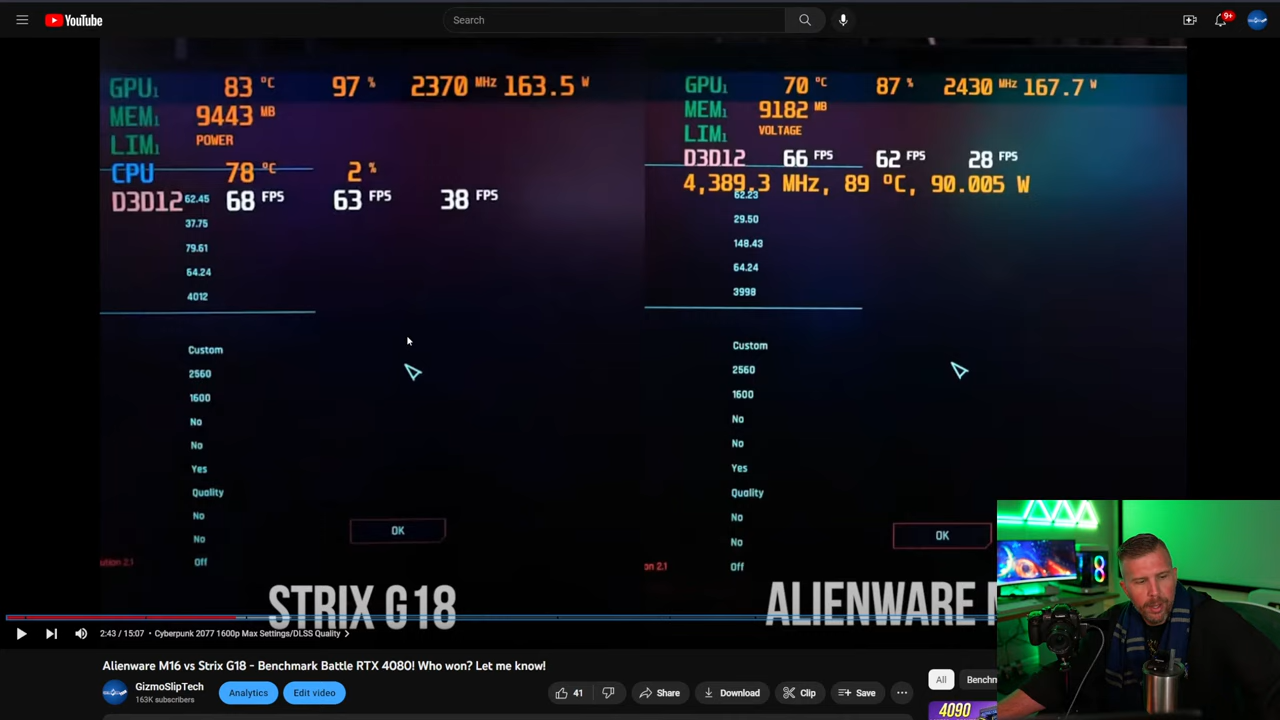 YouTube
Search
9+
GPU1 83 °C 97 % 2370 MHz 163.5 W
MEM1 9443 MB
LIM1 POWER
CPU 78 °C 2 %
D3D12 68 FPS 63 FPS 38 FPS
62.45
37.75
79.61
64.24
4012
Custom
2560
1600
No
No
Yes
Quality
No
No
Off
OK
ution 2.1
STRIX G18
GPU1 70 °C 87 % 2430 MHz 167.7 W
MEM1 9182 MB
LIM1 VOLTAGE
D3D12 66 FPS 62 FPS 28 FPS
4,389.3 MHz, 89 °C, 90.005 W
62.23
29.50
148.43
64.24
3998
Custom
2560
1600
No
No
Yes
Quality
No
No
Off
OK
on 2.1
ALIENWARE M
2:43 / 15:07 • Cyberpunk 2077 1600p Max Settings/DLSS Quality >
Alienware M16 vs Strix G18 - Benchmark Battle RTX 4080! Who won? Let me know!
GizmoSlipTech
163K subscribers
Analytics
Edit video
41
Share
Download
Clip
Save
All
Benchm
4090